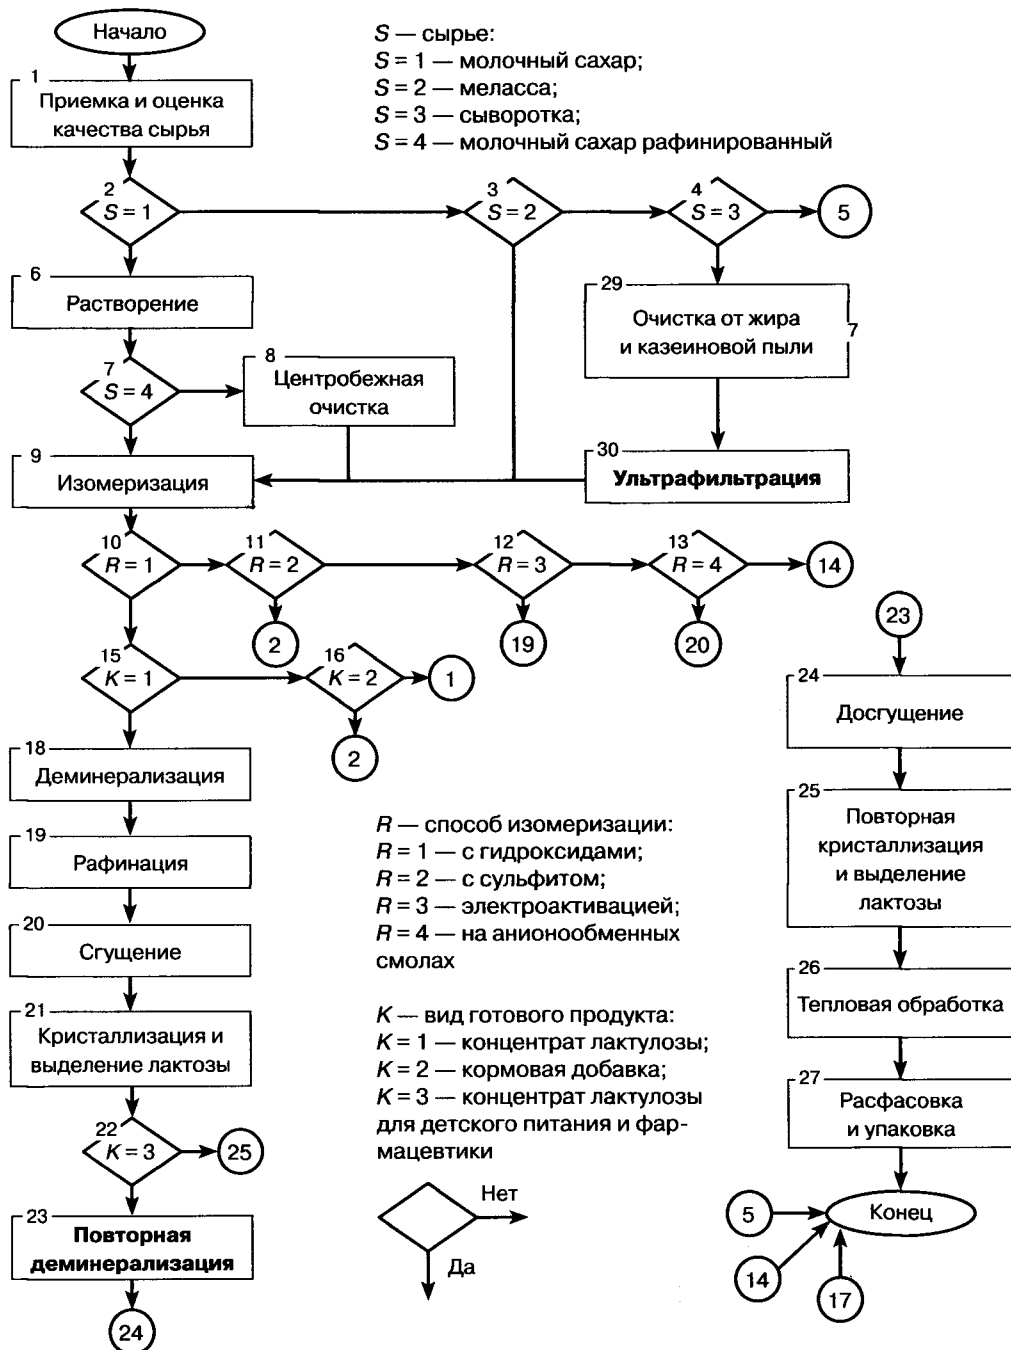 Начало
1
Приемка и оценка
качества сырья
S — сырье:
S = 1 — молочный сахар;
S = 2 — меласса;
S = 3 — сыворотка;
S = 4 — молочный сахар рафинированный
2
S = 1
3
S = 2
4
S = 3
5
6
Растворение
29
Очистка от жира
и казеиновой пыли
7
7
S = 4
8
Центробежная
очистка
9
Изомеризация
30
Ультрафильтрация
10
R = 1
11
R = 2
12
R = 3
13
R = 4
14
2
19
20
15
K = 1
16
K = 2
1
2
18
Деминерализация
19
Рафинация
20
Сгущение
21
Кристаллизация и
выделение лактозы
22
K = 3
25
23
Повторная
деминерализация
24
R — способ изомеризации:
R = 1 — с гидроксидами;
R = 2 — с сульфитом;
R = 3 — электроактивацией;
R = 4 — на анионообменных
смолах
K — вид готового продукта:
K = 1 — концентрат лактулозы;
K = 2 — кормовая добавка;
K = 3 — концентрат лактулозы
для детского питания и фар-
мацевтики
Нет
Да
23
24
Досгущение
25
Повторная
кристаллизация
и выделение
лактозы
26
Тепловая обработка
27
Расфасовка
и упаковка
5
Конец
14
17